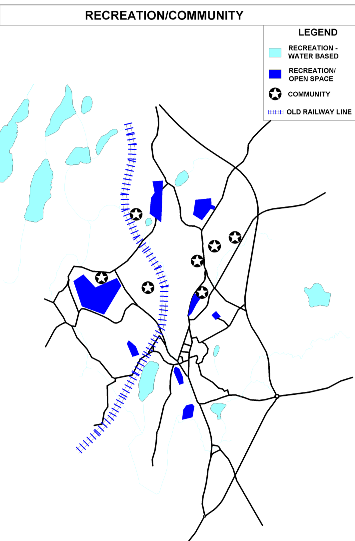 RECREATION/COMMUNITY
LEGEND
RECREATION -
WATER BASED
RECREATION/
OPEN SPACE
COMMUNITY
OLD RAILWAY LINE